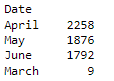 Date
April    2258
May      1876
June     1792
March       9